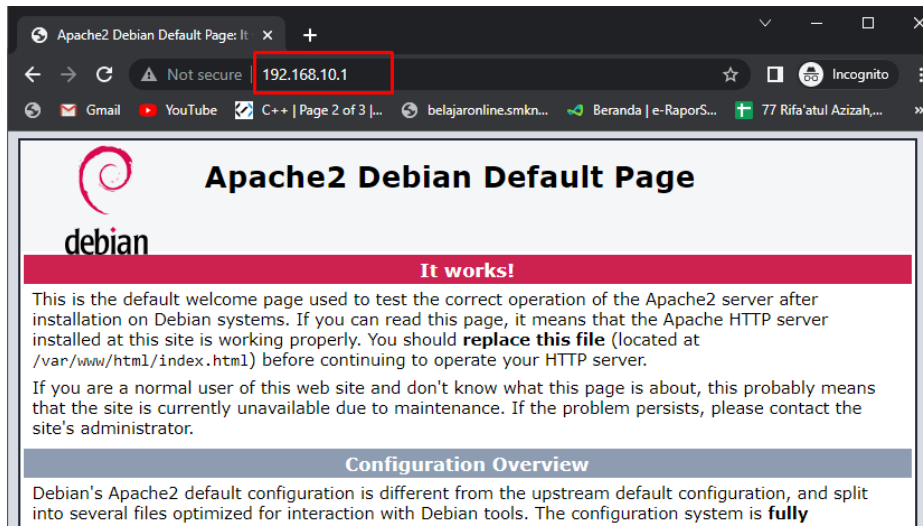 Apache2 Debian Default Page: It
Not secure
192.168.10.1
Incognito
Gmail
YouTube
C++ | Page 2 of 3 |...
belajaronline.smkn...
Beranda | e-RaporS...
77 Rifa'atul Azizah,...
»
debian
Apache2 Debian Default Page
It works!
This is the default welcome page used to test the correct operation of the Apache2 server after
installation on Debian systems. If you can read this page, it means that the Apache HTTP server
installed at this site is working properly. You should replace this file (located at
/var/www/html/index.html) before continuing to operate your HTTP server.
If you are a normal user of this web site and don't know what this page is about, this probably means
that the site is currently unavailable due to maintenance. If the problem persists, please contact the
site's administrator.
Configuration Overview
Debian's Apache2 default configuration is different from the upstream default configuration, and split
into several files optimized for interaction with Debian tools. The configuration system is fully